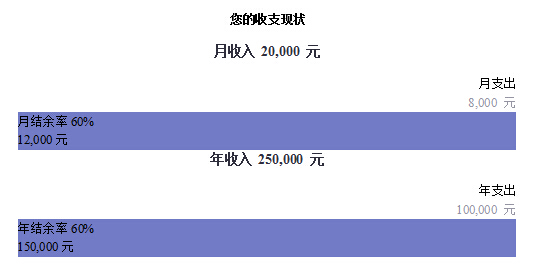 您的收支现状
月收入 20,000 元
月支出
8,000 元
月结余率 60%
12,000 元
年收入 250,000 元
年支出
100,000 元
年结余率 60%
150,000 元